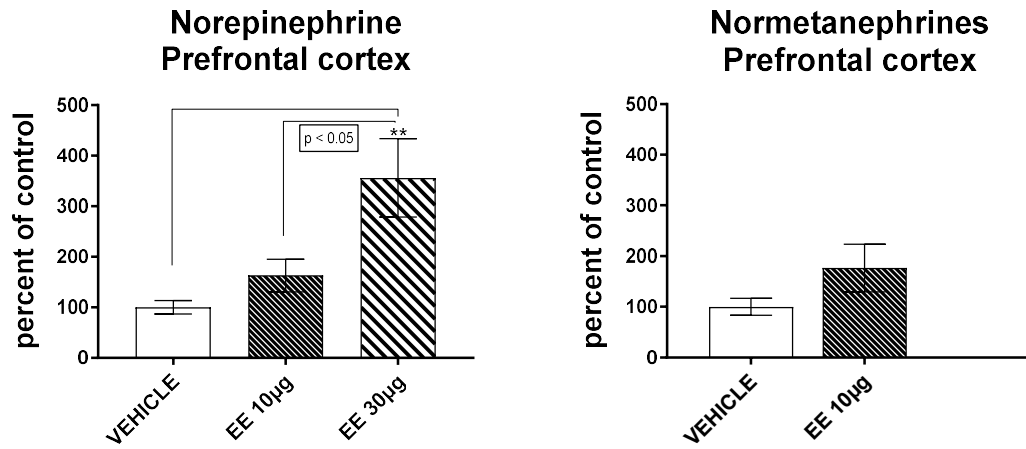 Norepinephrine
Prefrontal cortex
percent of control
500
400
300
200
100
0
**
p < 0.05
VEHICLE
EE 10µg
EE 30µg
Normetanephrines
Prefrontal cortex
percent of control
500
400
300
200
100
0
VEHICLE
EE 10µg